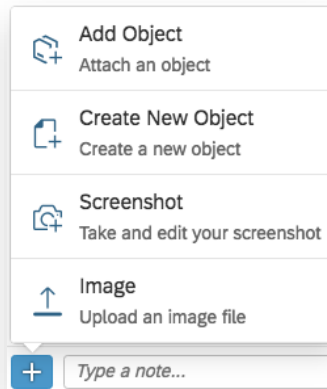 Add Object
Attach an object
Create New Object
Create a new object
Screenshot
Take and edit your screenshot
Image
Upload an image file
Type a note...